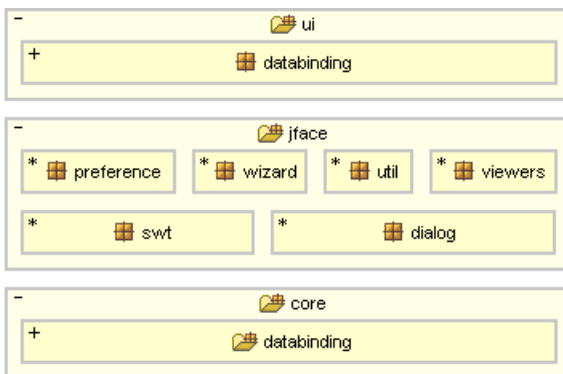 - ui
+ databinding
- jface
* preference * wizard * util * viewers
* swt * dialog
- core
+ databinding